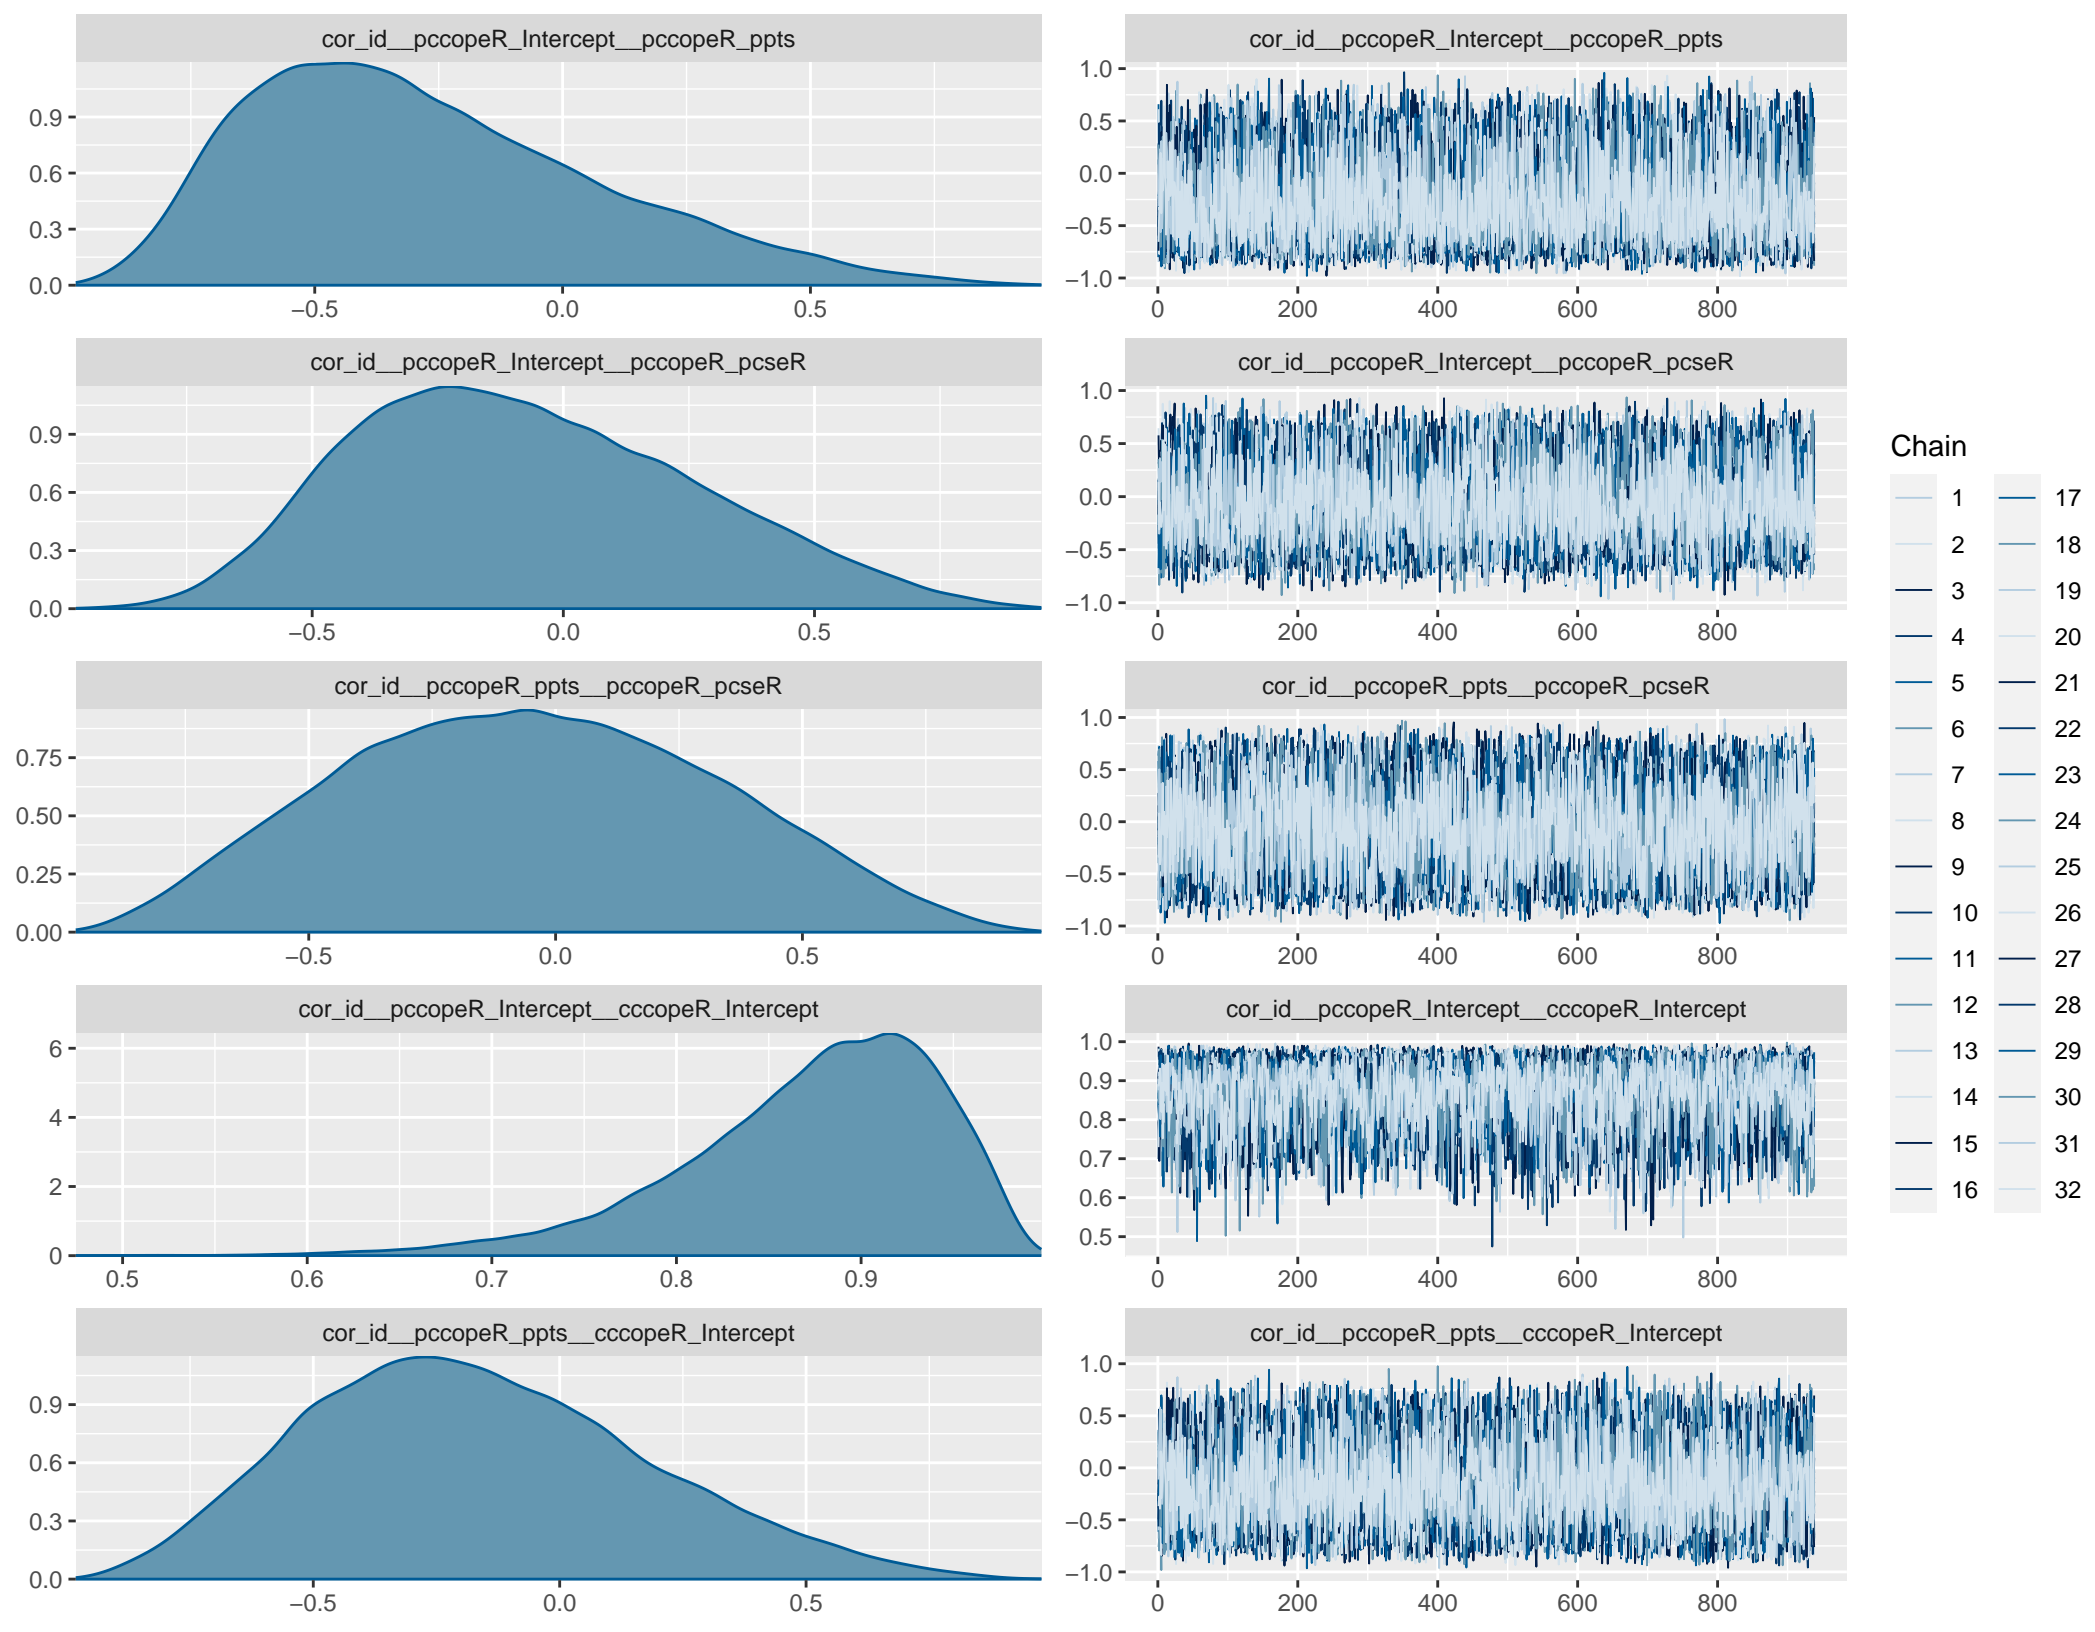 cor_id__pccopeR_Intercept__pccopeR_ppts
0.9
0.6
0.3
0.0
−0.5 0.0 0.5
cor_id__pccopeR_Intercept__pccopeR_ppts
1.0
0.5
0.0
−0.5
−1.0
0 200 400 600 800
cor_id__pccopeR_Intercept__pccopeR_pcseR
0.9
0.6
0.3
0.0
−0.5 0.0 0.5
cor_id__pccopeR_Intercept__pccopeR_pcseR
1.0
0.5
0.0
−0.5
−1.0
0 200 400 600 800
cor_id__pccopeR_ppts__pccopeR_pcseR
0.75
0.50
0.25
0.00
−0.5 0.0 0.5
cor_id__pccopeR_ppts__pccopeR_pcseR
1.0
0.5
0.0
−0.5
−1.0
0 200 400 600 800
cor_id__pccopeR_Intercept__cccopeR_Intercept
6
4
2
0
0.5 0.6 0.7 0.8 0.9
cor_id__pccopeR_Intercept__cccopeR_Intercept
1.0
0.9
0.8
0.7
0.6
0.5
0 200 400 600 800
cor_id__pccopeR_ppts__cccopeR_Intercept
0.9
0.6
0.3
0.0
−0.5 0.0 0.5
cor_id__pccopeR_ppts__cccopeR_Intercept
1.0
0.5
0.0
−0.5
−1.0
0 200 400 600 800
Chain
1 17
2 18
3 19
4 20
5 21
6 22
7 23
8 24
9 25
10 26
11 27
12 28
13 29
14 30
15 31
16 32